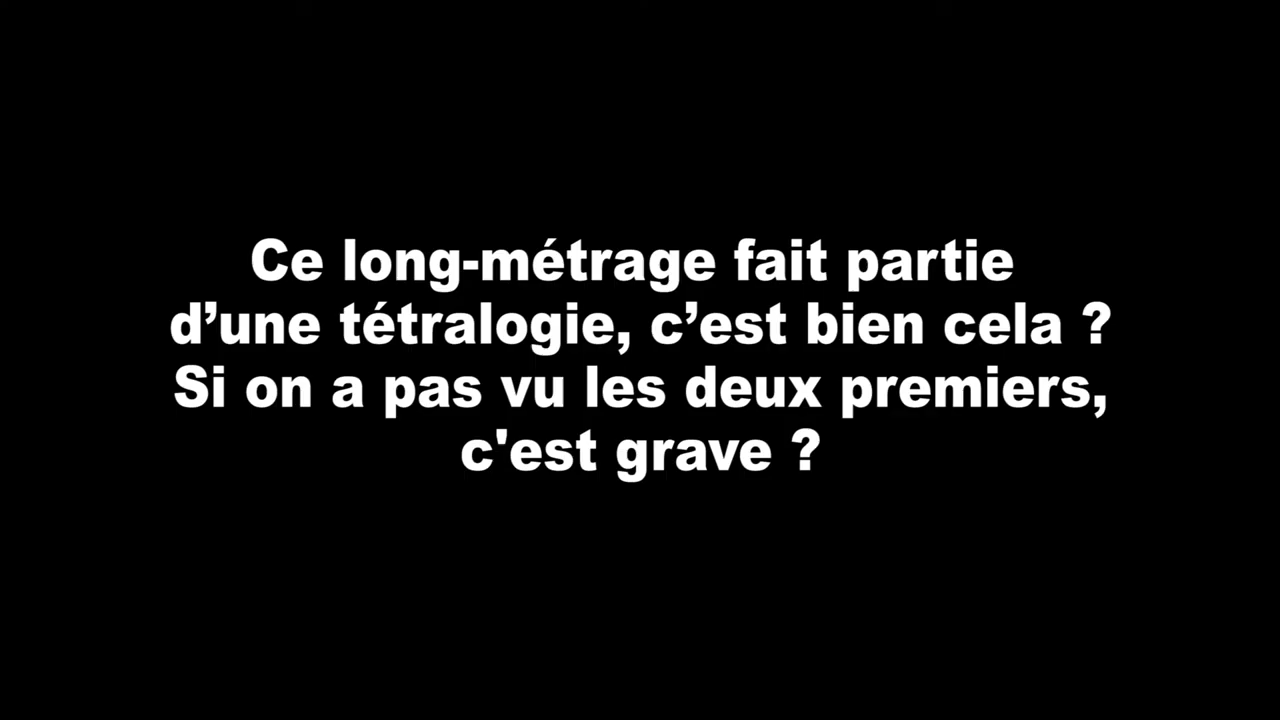 Ce long-métrage fait partie
d’une tétralogie, c’est bien cela ?
Si on a pas vu les deux premiers,
c'est grave ?